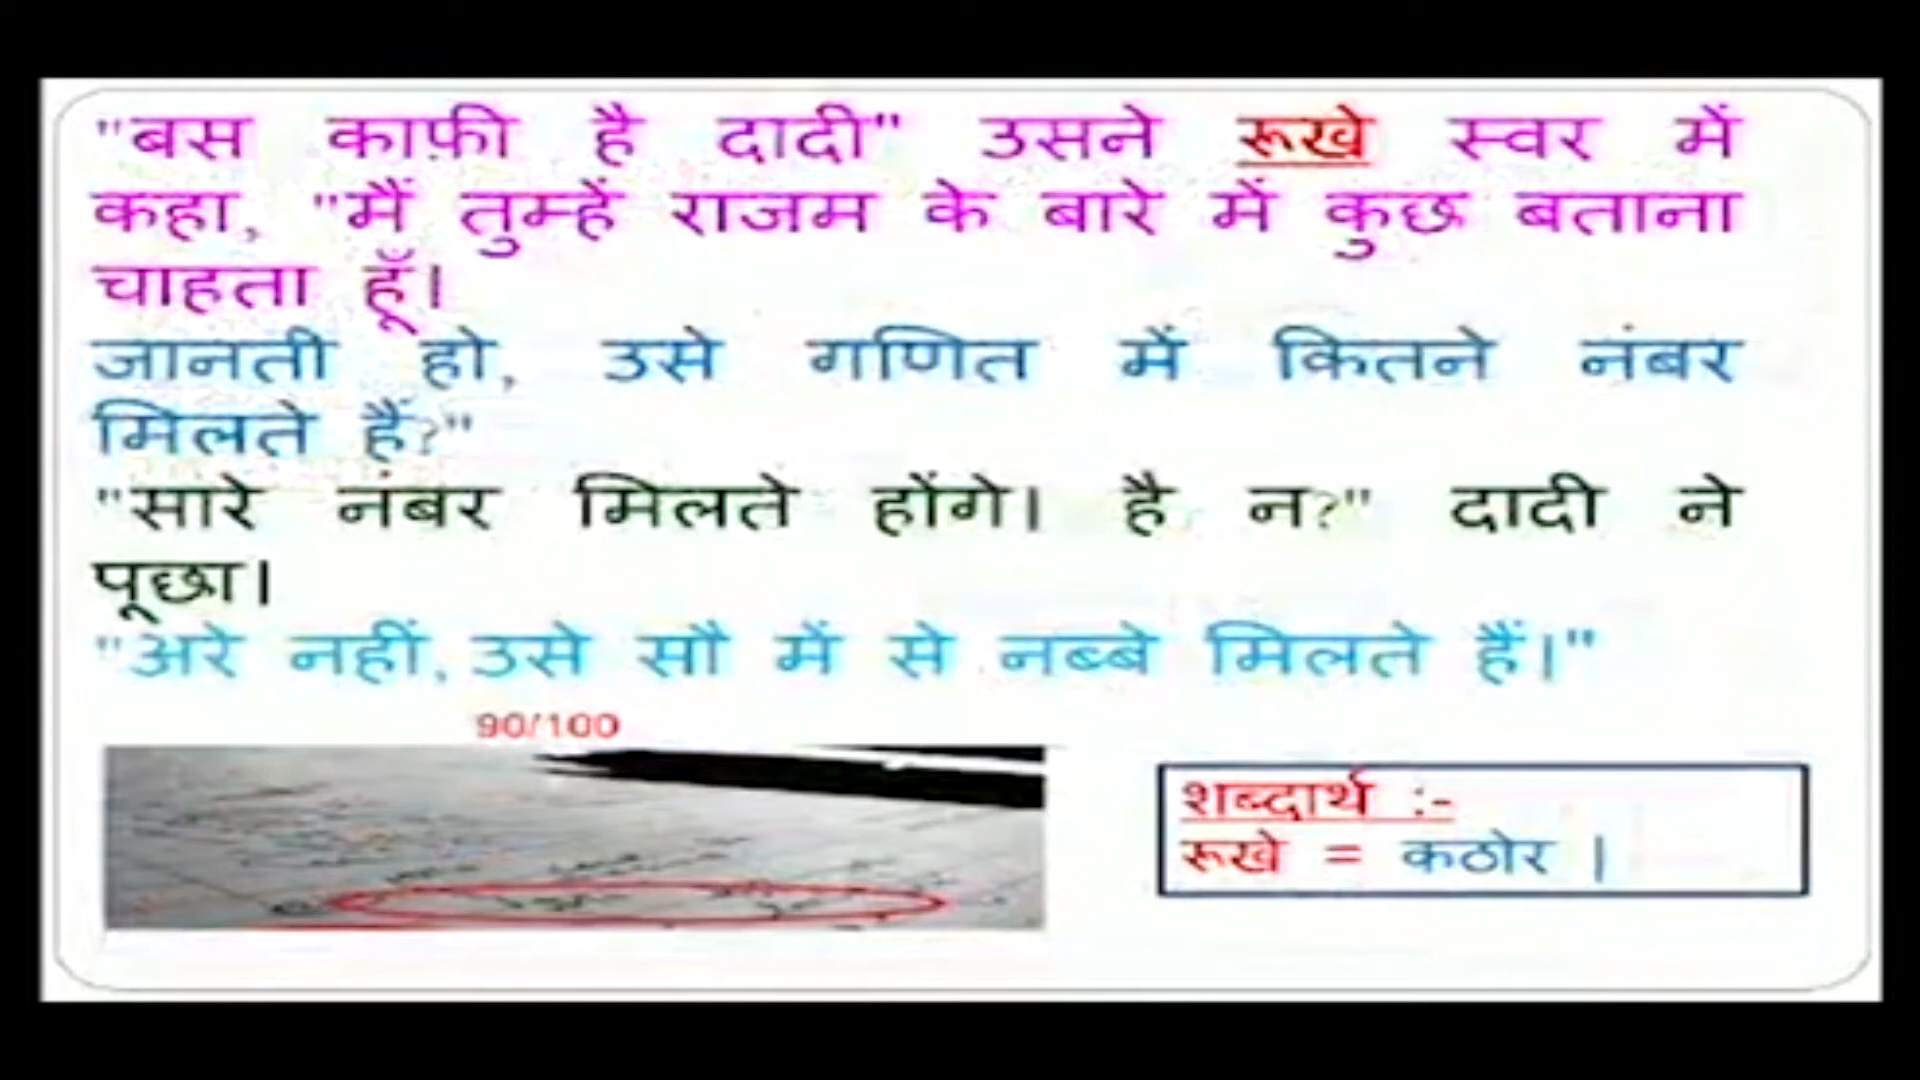 "बस काफ़ी है दादी" उसने रूखे स्वर में
कहा, "मैं तुम्हें राजम के बारे में कुछ बताना
चाहता हूँ।
जानती हो, उसे गणित में कितने नंबर
मिलते हैं?"
"सारे नंबर मिलते होंगे। है न?" दादी ने
पूछा।
"अरे नहीं, उसे सौ में से नब्बे मिलते हैं।"
90/100
शब्दार्थ :-
रूखे = कठोर |